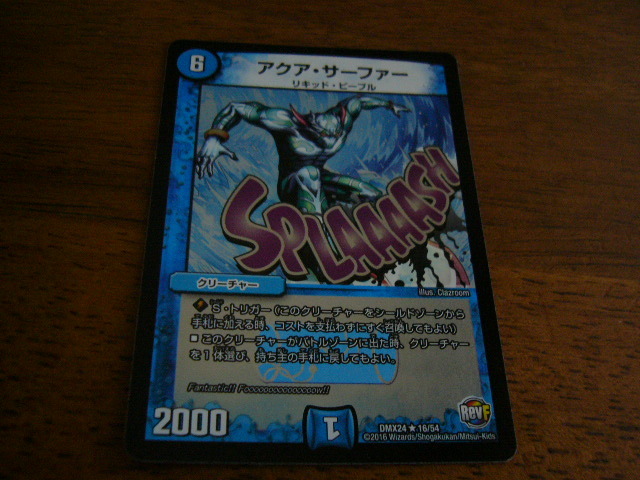 6
アクア・サーファー
リキッド・ピープル
SPLAAAASH
Illus. Clazroom
クリーチャー
S・トリガー(このクリーチャーをシールドゾーンから
手札に加える時、コストを支払わずにすぐ召喚してもよい)
■このクリーチャーがバトルゾーンに出た時、クリーチャー
を1体選び、持ち主の手札に戻してもよい。
Fantastic!! Foooooooooooooooow!!
2000
1
RevF
DMX24 ★ 16/54
©2016 Wizards/Shogakukan/Mitsui-Kids